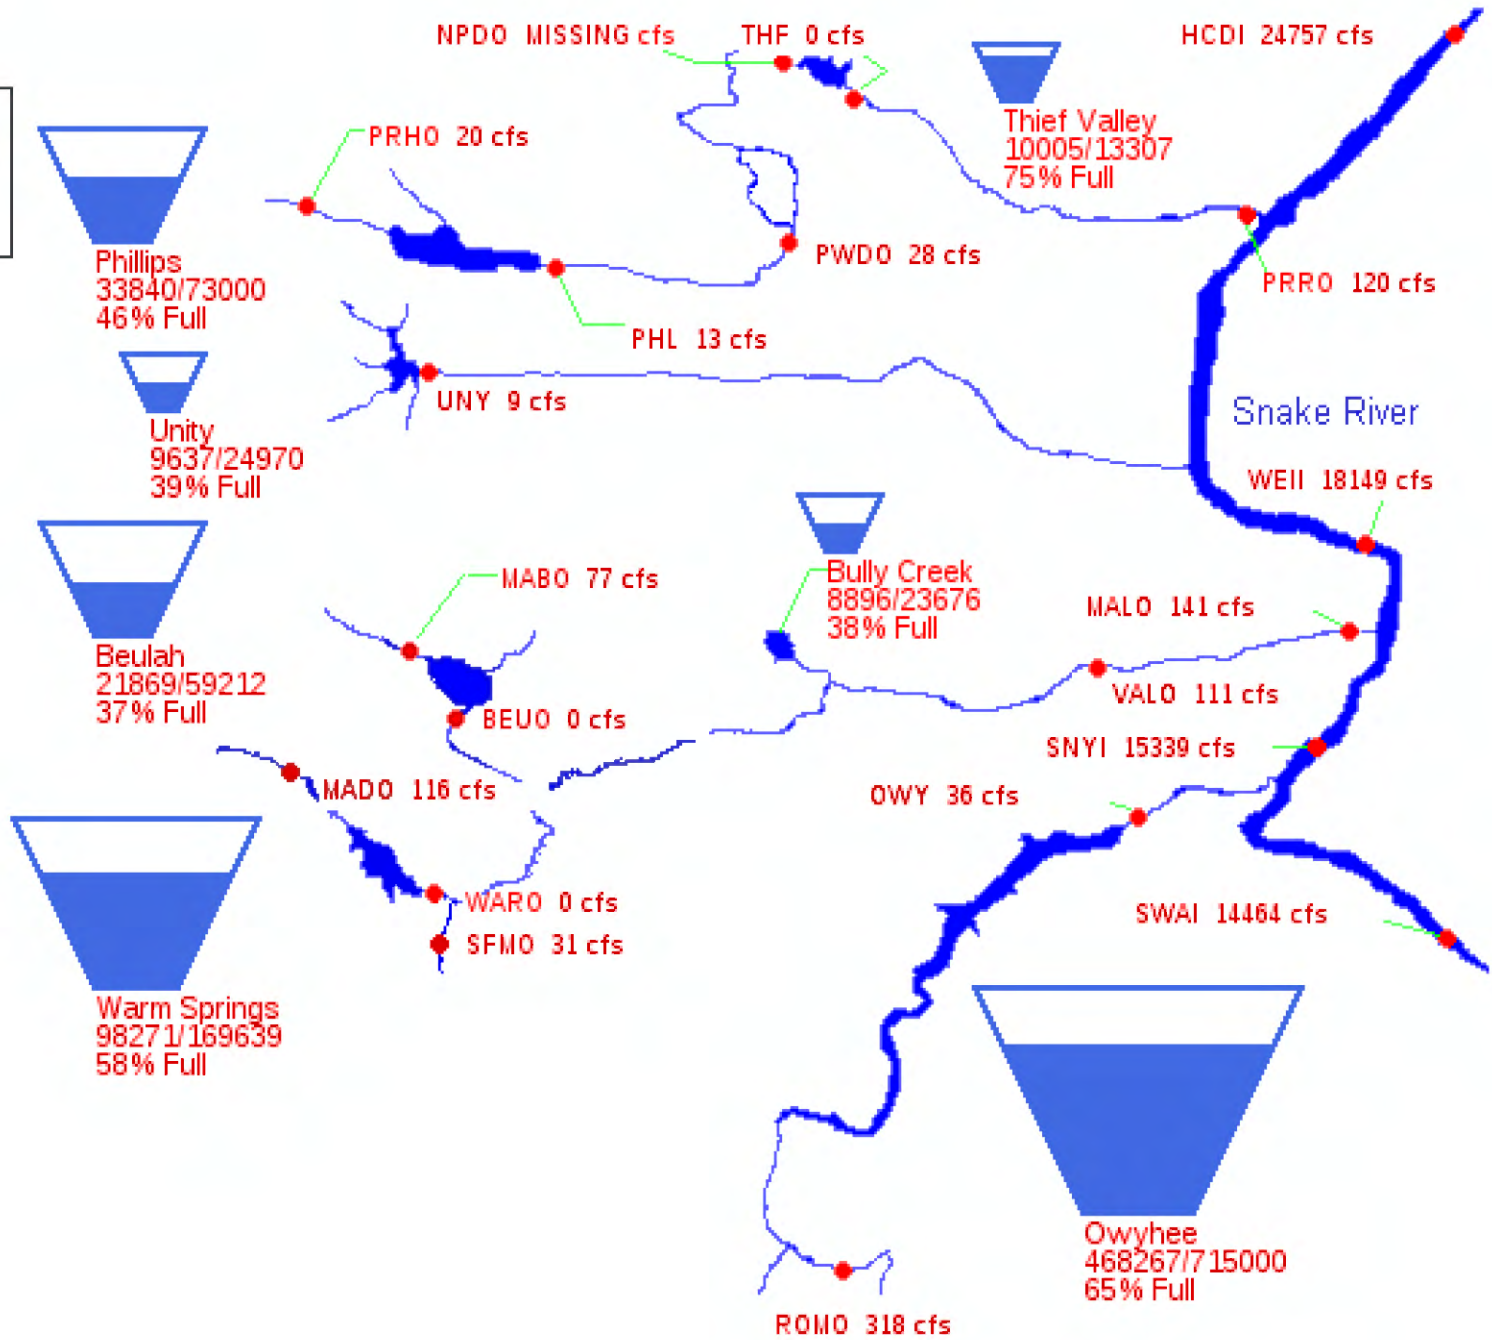 NPDO MISSING cfs
THF 0 cfs
HCDI 24757 cfs
Thief Valley
10005/13307
75% Full
PRHO 20 cfs
Phillips
33840/73000
46% Full
PWDO 28 cfs
PRRO 120 cfs
PHL 13 cfs
UNY 9 cfs
Unity
9637/24970
39% Full
Snake River
WEII 18149 cfs
Bully Creek
8896/23676
38% Full
MABO 77 cfs
MALO 141 cfs
Beulah
21869/59212
37% Full
VALO 111 cfs
BEUO 0 cfs
SNYI 15339 cfs
MADO 116 cfs
OWY 36 cfs
WARO 0 cfs
SFMO 31 cfs
SWAI 14464 cfs
Warm Springs
98271/169639
58% Full
Owyhee
468267/715000
65% Full
ROMO 318 cfs